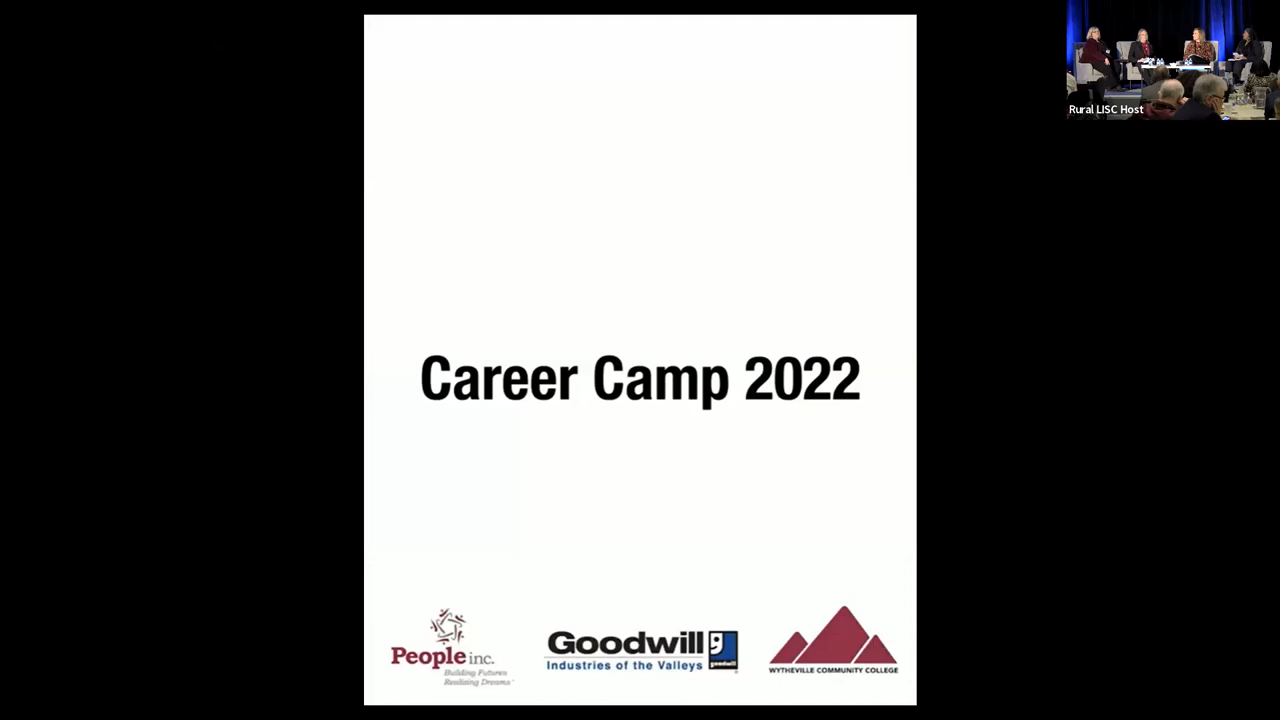 Rural LISC Host
Career Camp 2022
People inc.
Building Futures
Realizing Dreams
Goodwill
Industries of the Valleys
g
goodwill
WYTHEVILLE COMMUNITY COLLEGE